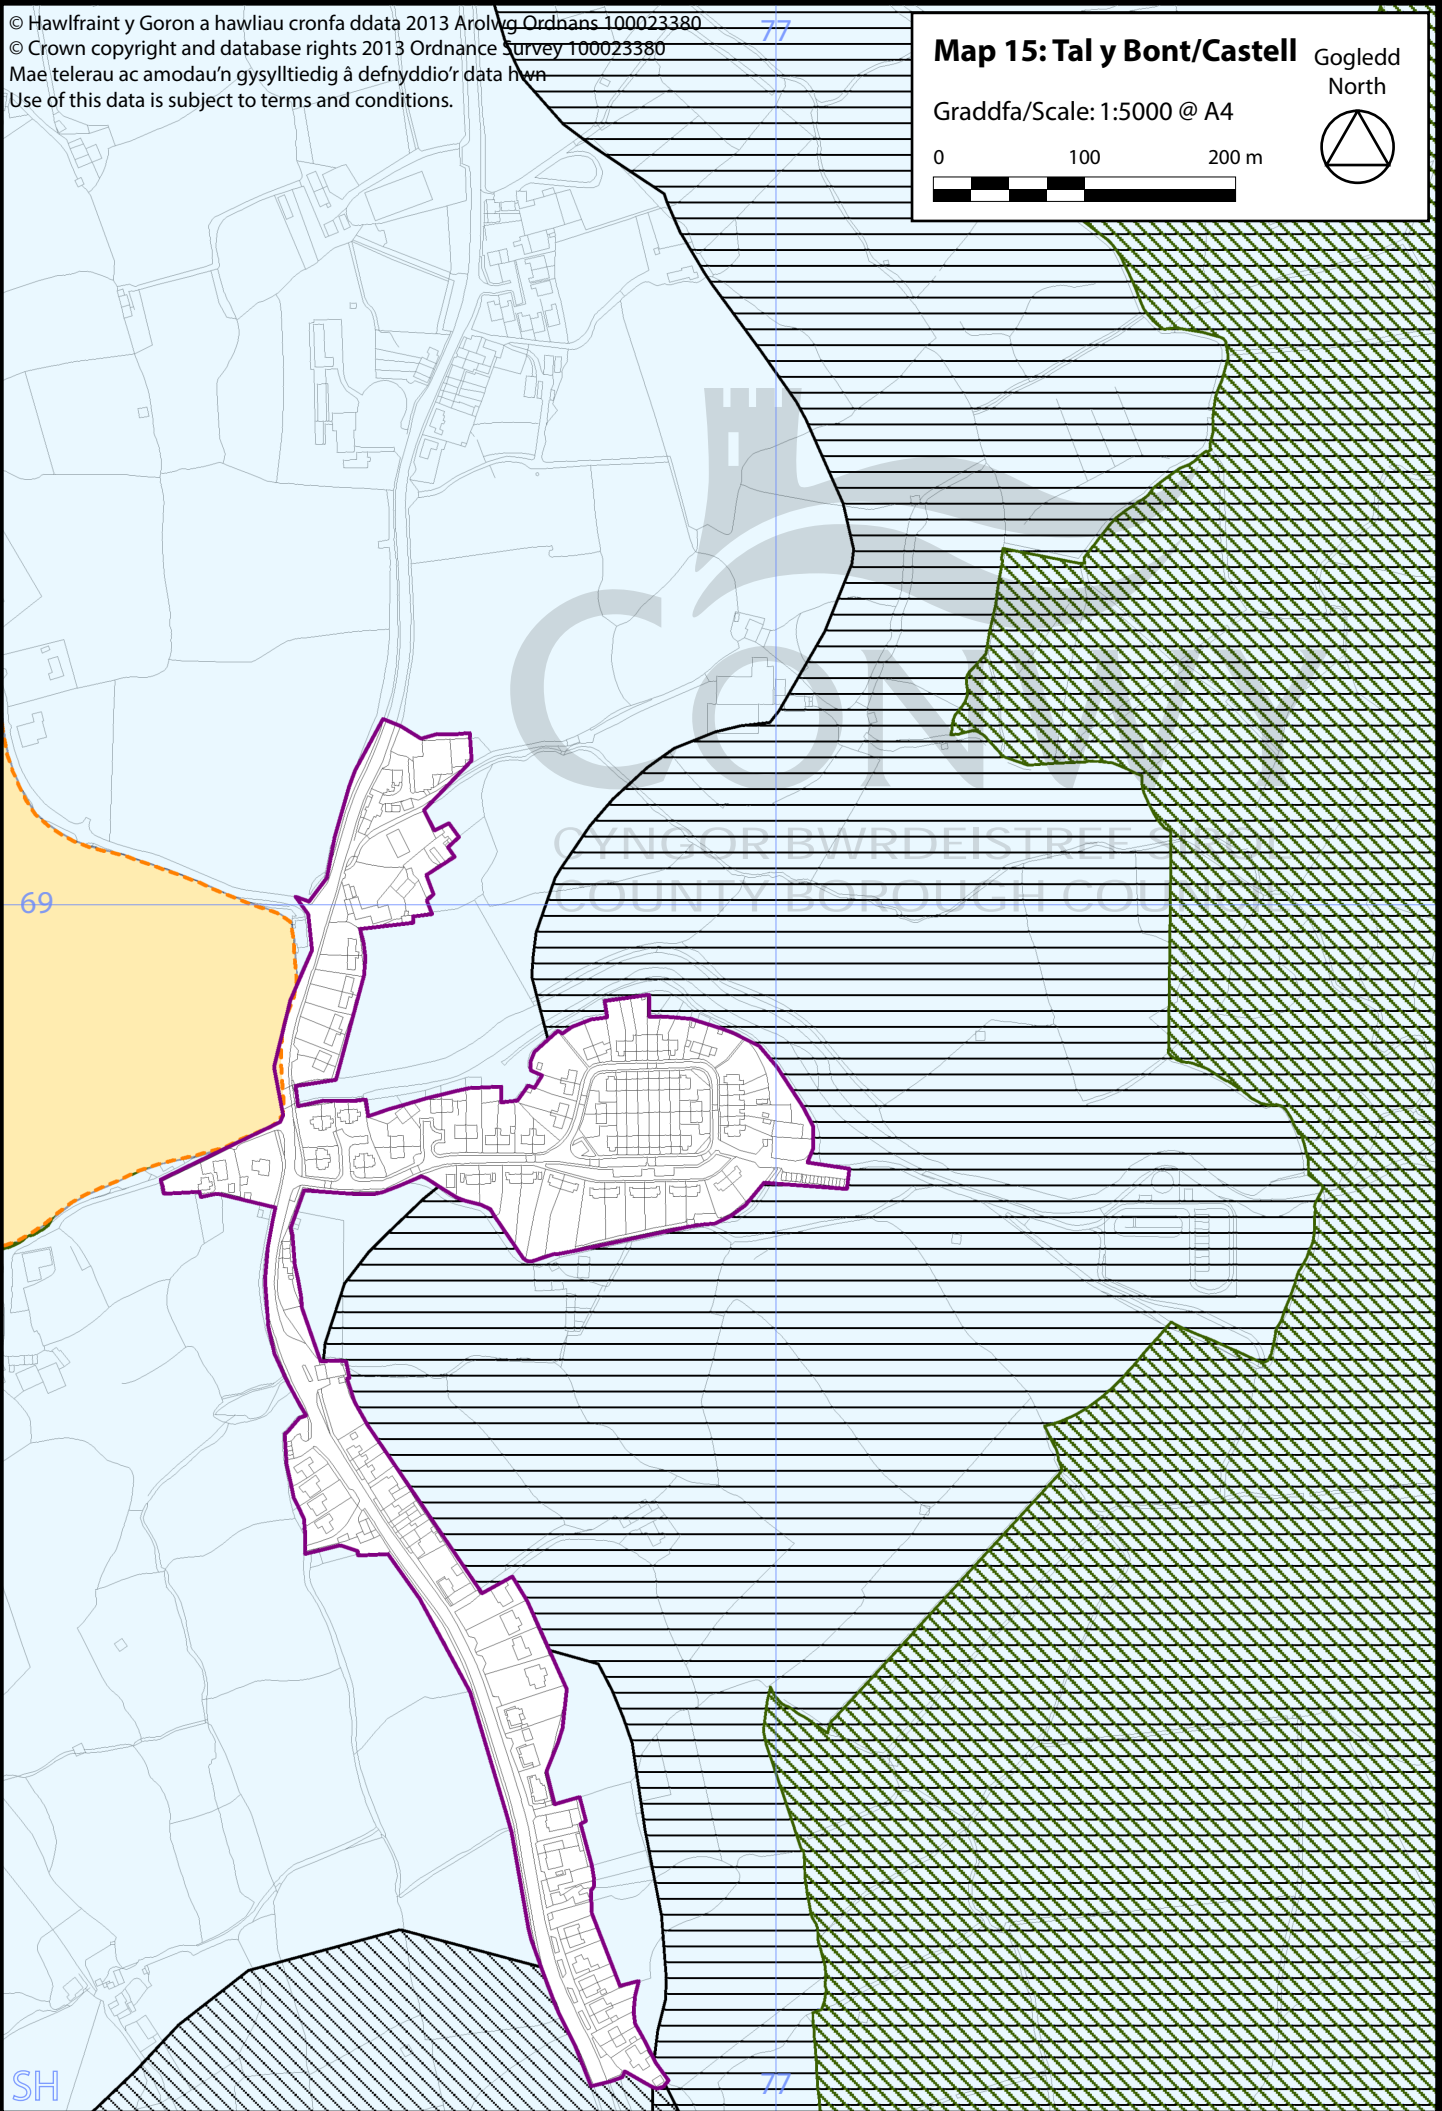 © Hawlfraint y Goron a hawliau cronfa ddata 2013 Arolwg Ordnans 100023380
© Crown copyright and database rights 2013 Ordnance Survey 100023380
Mae telerau ac amodau'n gysylltiedig â defnyddio'r data hwn
Use of this data is subject to terms and conditions.
77
Map 15: Tal y Bont/Castell
Gogledd
North
Graddfa/Scale: 1:5000 @ A4
0 100 200 m
CONWY
CYNGOR BWRDEISTREF SIROL
COUNTY BOROUGH COUNCIL
69
SH
77